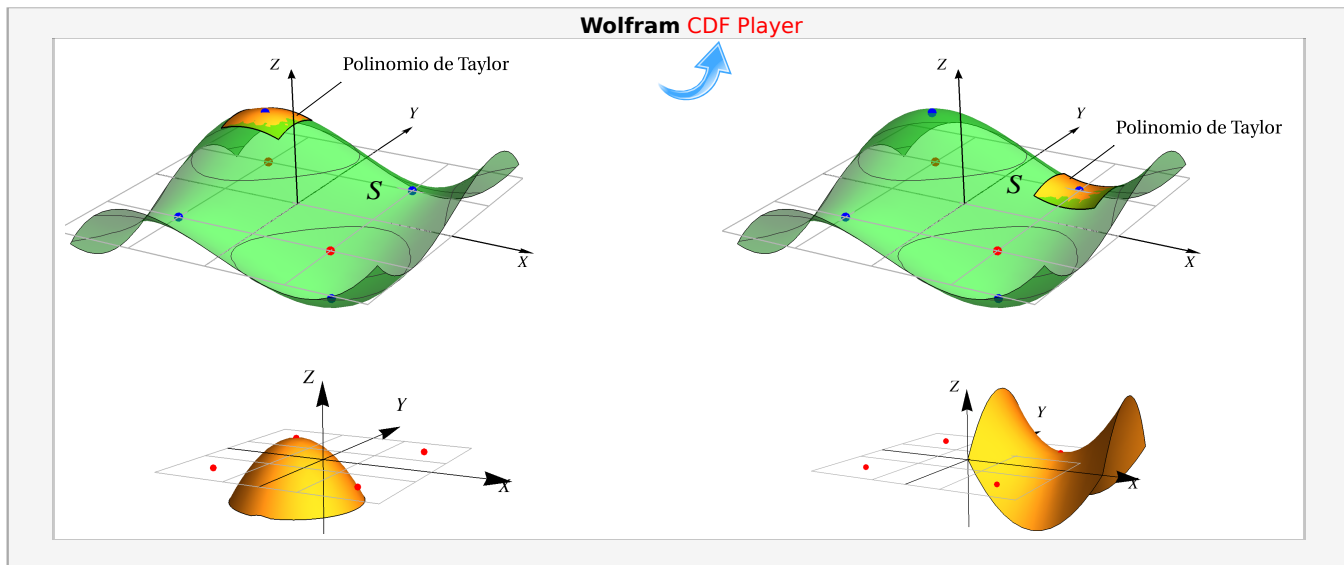 Wolfram CDF Player
Z
Polinomio de Taylor
Y
S
X
Z
Y
Polinomio de Taylor
S
X
Z
Y
X
Z
Y
X